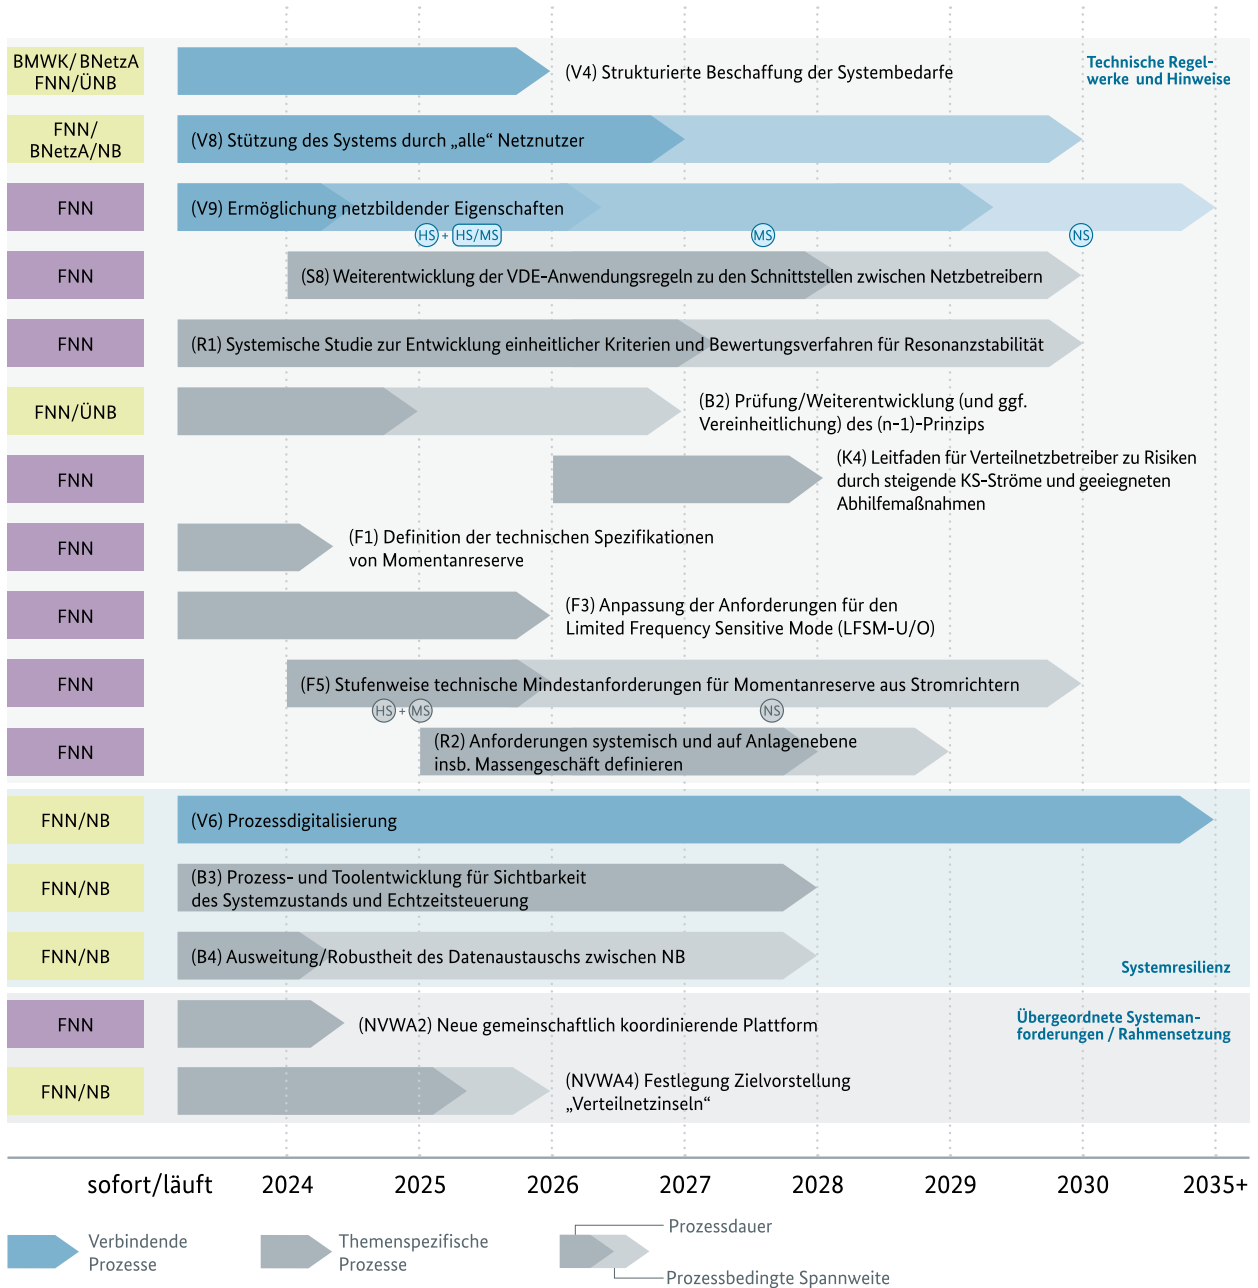 BMWK/ BNetzA
FNN/ÜNB
(V4) Strukturierte Beschaffung der Systembedarfe
Technische Regel-
werke und Hinweise
FNN/
BNetzA/NB
(V8) Stützung des Systems durch „alle“ Netznutzer
FNN
(V9) Ermöglichung netzbildender Eigenschaften
HS + HS/MS
MS
NS
FNN
(S8) Weiterentwicklung der VDE-Anwendungsregeln zu den Schnittstellen zwischen Netzbetreibern
FNN
(R1) Systemische Studie zur Entwicklung einheitlicher Kriterien und Bewertungsverfahren für Resonanzstabilität
FNN/ÜNB
(B2) Prüfung/Weiterentwicklung (und ggf.
Vereinheitlichung) des (n-1)-Prinzips
FNN
(K4) Leitfaden für Verteilnetzbetreiber zu Risiken
durch steigende KS-Ströme und geeiegneten
Abhilfemaßnahmen
FNN
(F1) Definition der technischen Spezifikationen
von Momentanreserve
FNN
(F3) Anpassung der Anforderungen für den
Limited Frequency Sensitive Mode (LFSM-U/O)
FNN
(F5) Stufenweise technische Mindestanforderungen für Momentanreserve aus Stromrichtern
HS + MS
NS
FNN
(R2) Anforderungen systemisch und auf Anlagenebene
insb. Massengeschäft definieren
FNN/NB
(V6) Prozessdigitalisierung
FNN/NB
(B3) Prozess- und Toolentwicklung für Sichtbarkeit
des Systemzustands und Echtzeitsteuerung
FNN/NB
(B4) Ausweitung/Robustheit des Datenaustauschs zwischen NB
Systemresilienz
FNN
(NVWA2) Neue gemeinschaftlich koordinierende Plattform
Übergeordnete Systeman-
forderungen / Rahmensetzung
FNN/NB
(NVWA4) Festlegung Zielvorstellung
„Verteilnetzinseln“
sofort/läuft
2024
2025
2026
2027
2028
2029
2030
2035+
Verbindende
Prozesse
Themenspezifische
Prozesse
Prozessdauer
Prozessbedingte Spannweite